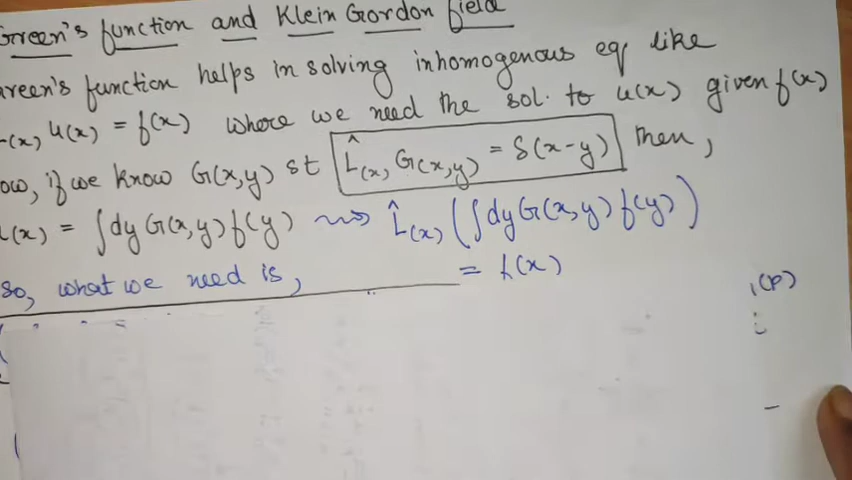 Green's function and Klein Gordon field
Green's function helps in solving inhomogenous eq like
L(x) u(x) = f(x) where we need the sol. to u(x) given f(x)
now, if we know G(x,y) st L̂(x) G(x,y) = δ(x-y) then,
u(x) = ∫dy G(x,y) f(y) ⇝ L̂(x) (∫dy G(x,y) f(y))
= f(x)
so, what we need is,
(p)